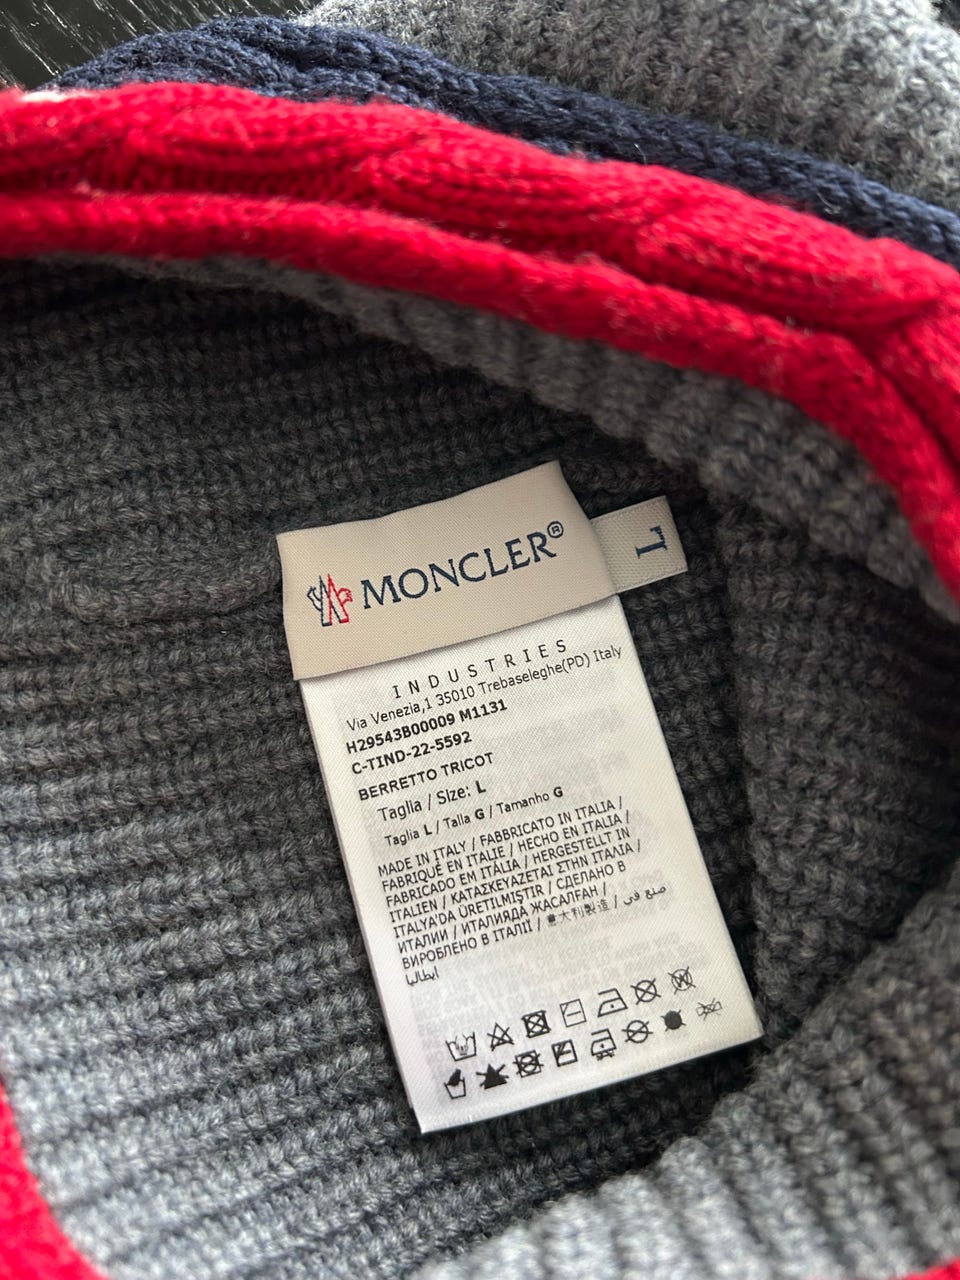 MONCLER®
L
INDUSTRIES
Via Venezia,1 35010 Trebaseleghe(PD) Italy
H29543B00009 M1131
C-TIND-22-5592
BERRETTO TRICOT
Taglia / Size: L
Taglia L / Talla G / Tamanho G
MADE IN ITALY / FABBRICATO IN ITALIA /
FABRIQUÉ EN ITALIE / HECHO EN ITALIA /
FABRICADO EM ITÁLIA / HERGESTELLT IN
ITALIEN / ΚΑΤΑΣΚΕΥΑΖΕΤΑΙ ΣΤΗΝ ΙΤΑΛΙΑ /
ITALYA'DA ÜRETILMIŞTIR / СДЕЛАНО В
ИТАЛИИ / ИТАЛИЯДА ЖАСАЛҒАН /
ВИРОБЛЕНО В ІТАЛІЇ / 意大利製造 / صنع في
ايطاليا